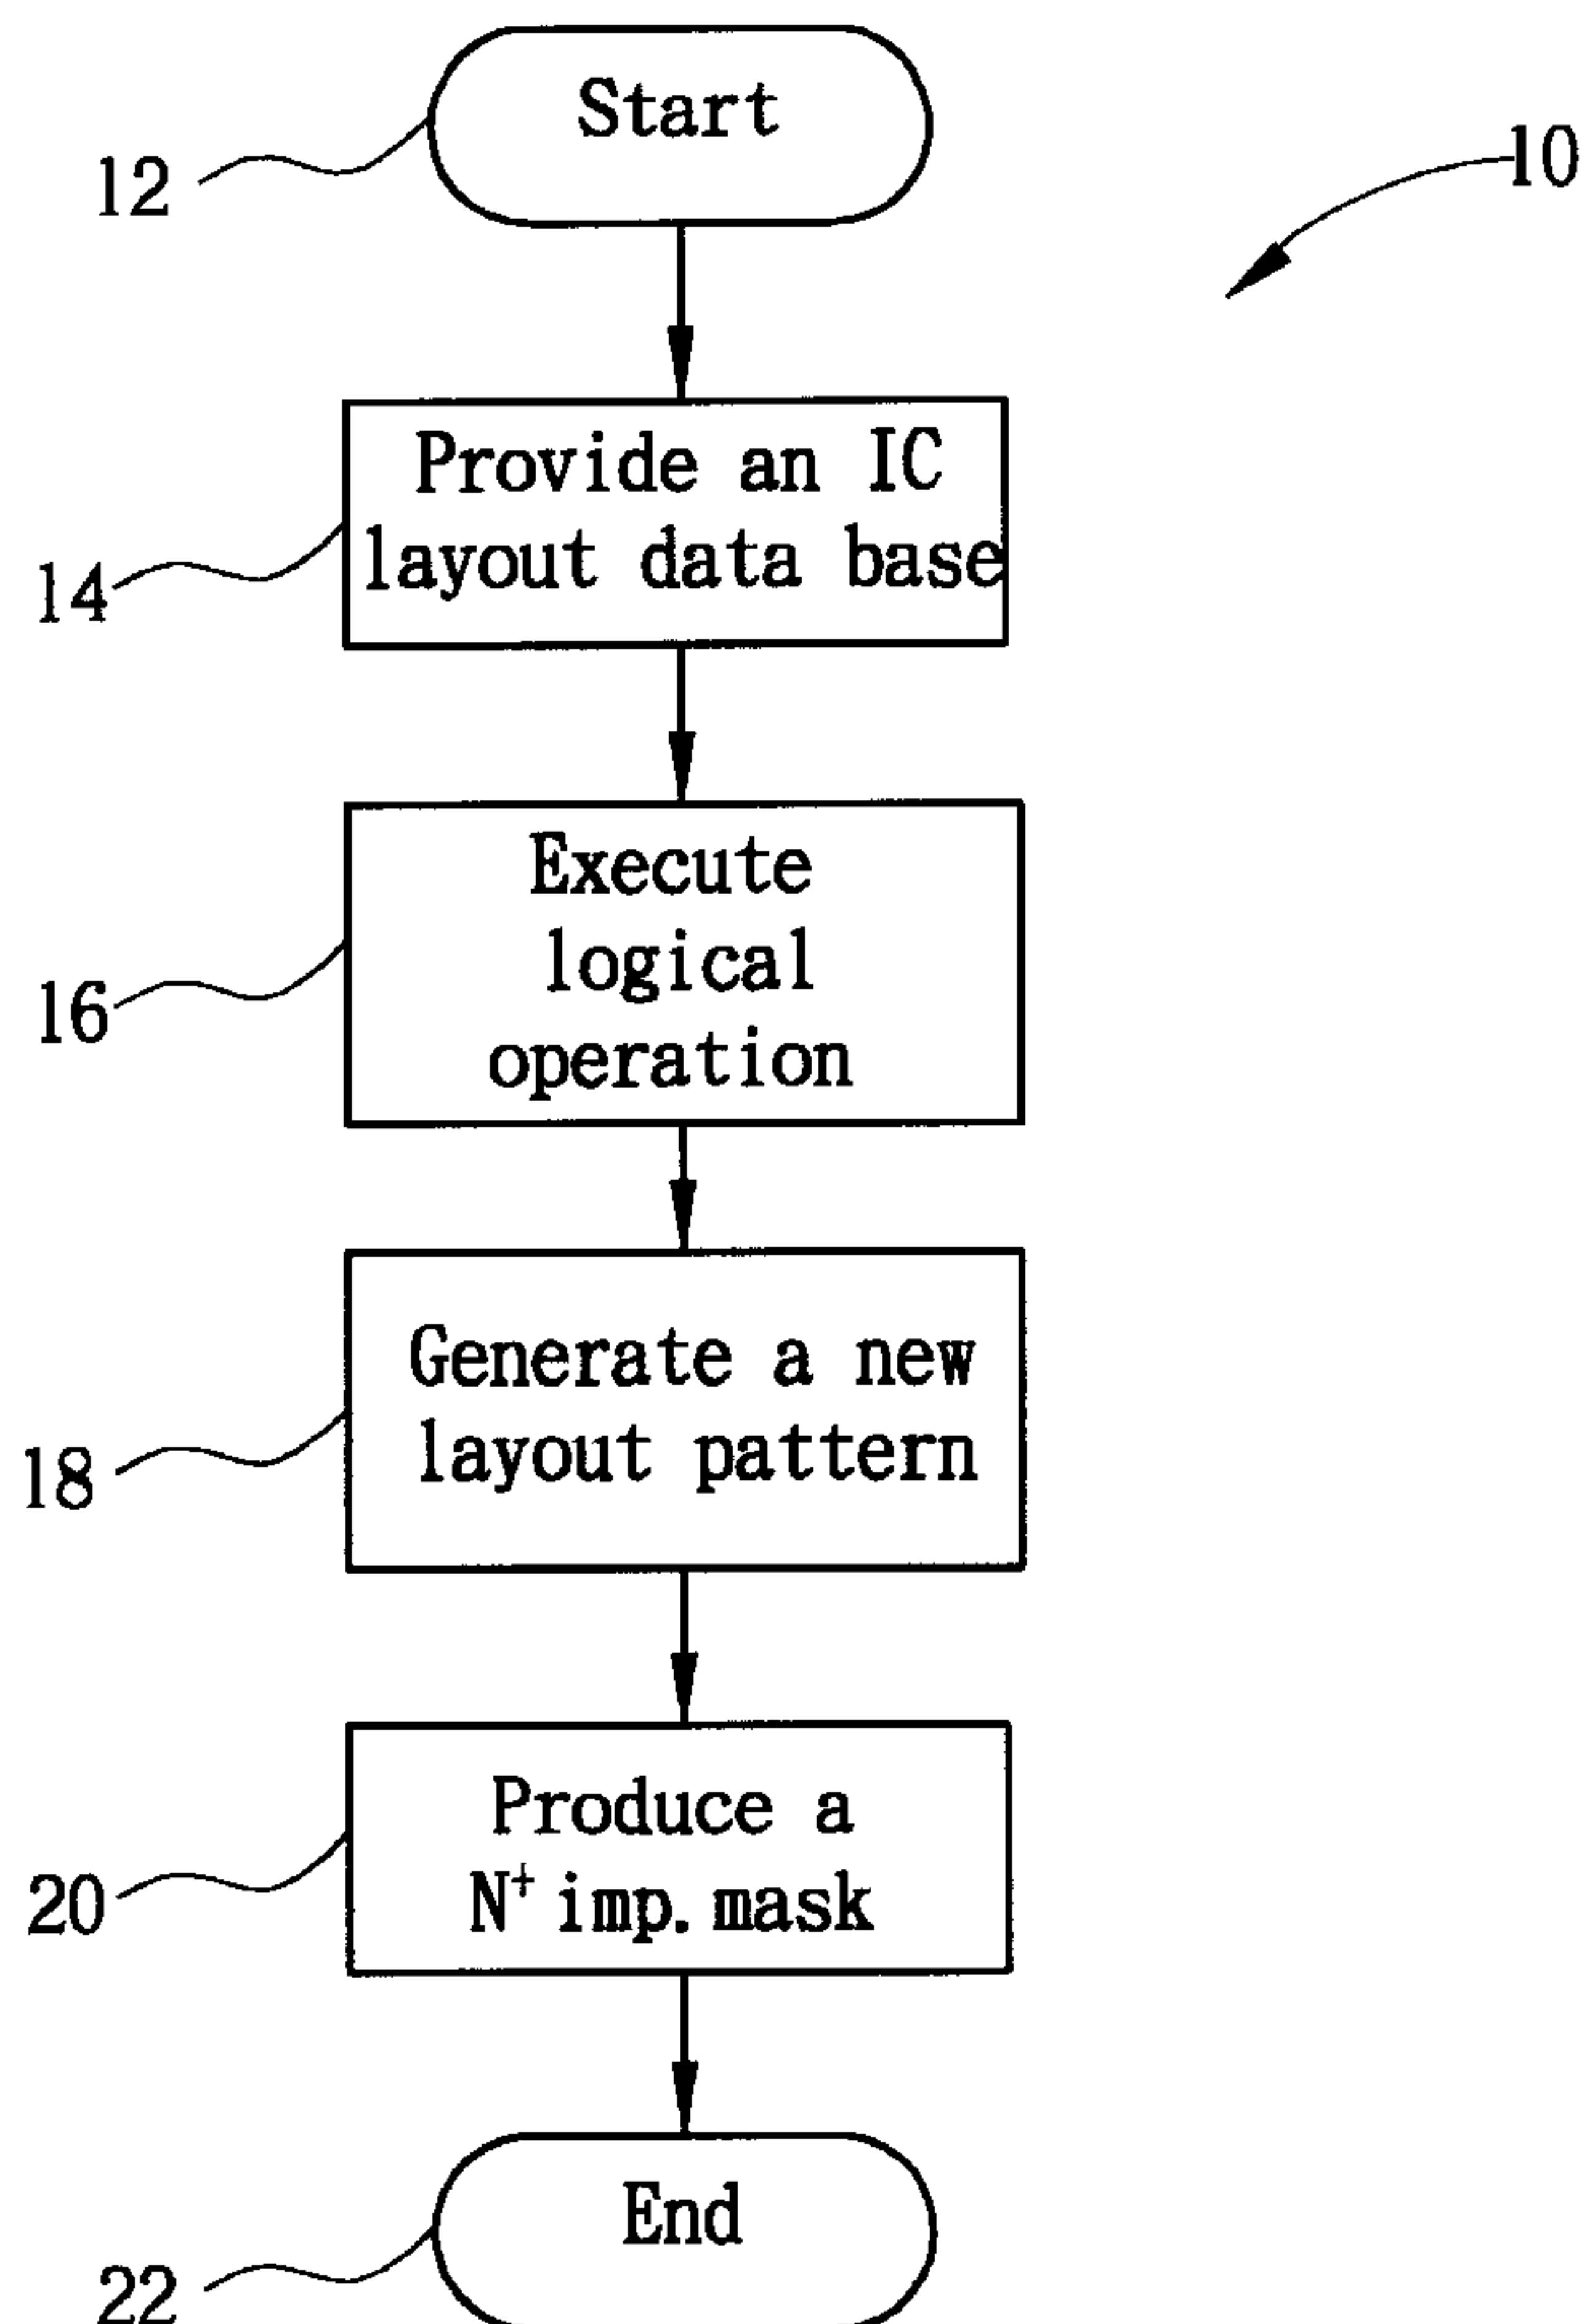 Start
12
10
Provide an IC
layout data base
14
Execute
logical
operation
16
Generate a new
layout pattern
18
Produce a
N⁺ imp. mask
20
End
22